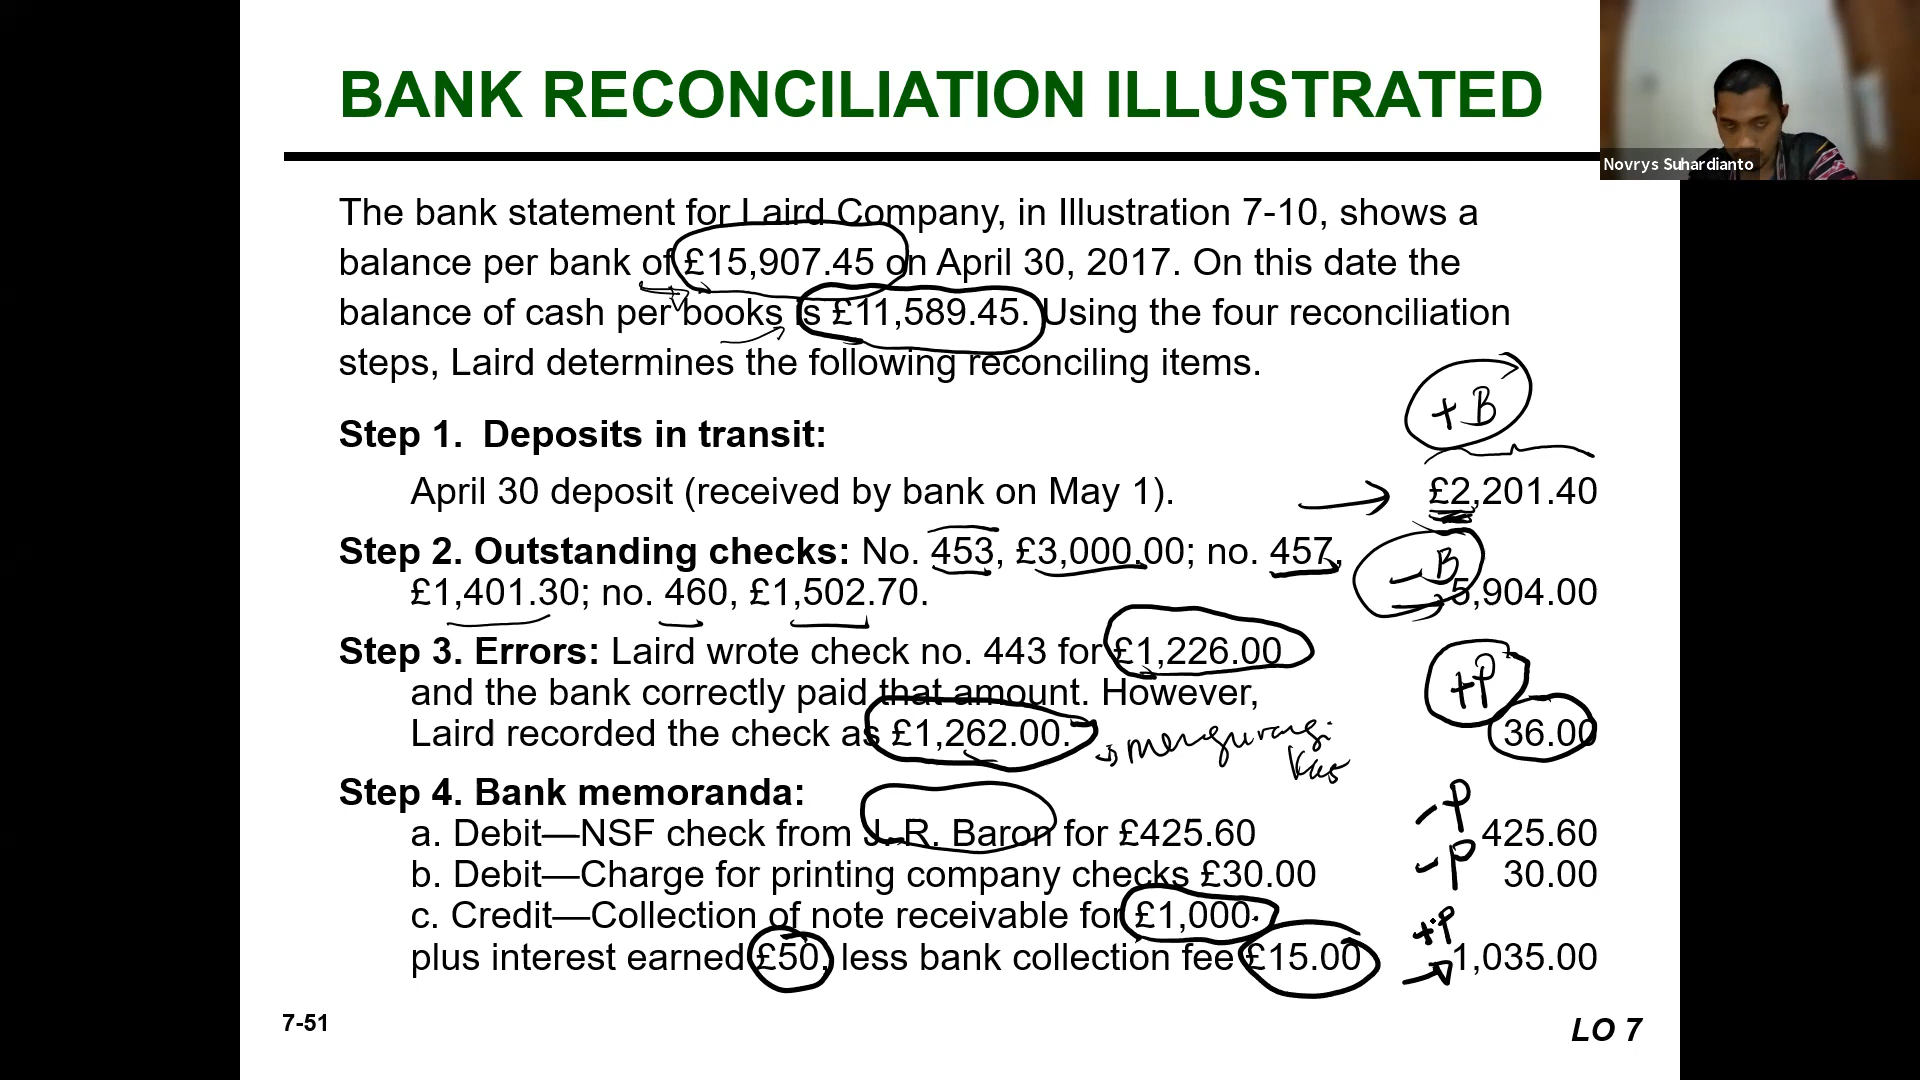 BANK RECONCILIATION ILLUSTRATED
Novrys Suhardianto
The bank statement for Laird Company, in Illustration 7-10, shows a
balance per bank of £15,907.45 on April 30, 2017. On this date the
balance of cash per books is £11,589.45. Using the four reconciliation
steps, Laird determines the following reconciling items.
+ B
Step 1. Deposits in transit:
April 30 deposit (received by bank on May 1). £2,201.40
Step 2. Outstanding checks: No. 453, £3,000.00; no. 457,
- B
£1,401.30; no. 460, £1,502.70. 5,904.00
Step 3. Errors: Laird wrote check no. 443 for £1,226.00
and the bank correctly paid that amount. However,
+P
Laird recorded the check as £1,262.00. 36.00
mengurangi
kas
Step 4. Bank memoranda:
-P
a. Debit—NSF check from J. R. Baron for £425.60 425.60
b. Debit—Charge for printing company checks £30.00 -P 30.00
c. Credit—Collection of note receivable for £1,000
+P
plus interest earned £50, less bank collection fee £15.00 1,035.00
7-51
LO 7